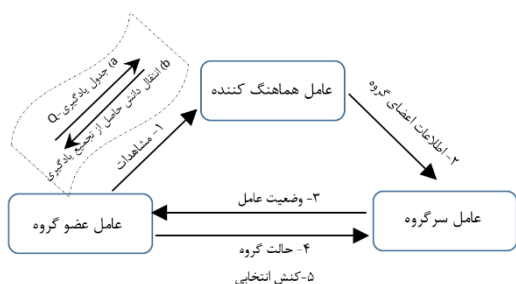 a) جدول یادگیری -Q
b) انتقال دانش حاصل از تجمیع یادگیری
۱- مشاهدات
عامل هماهنگ کننده
۲- اطلاعات اعضای گروه
عامل سرگروه
۳- وضعیت عامل
عامل عضو گروه
۴- حالت گروه
۵-کنش انتخابی